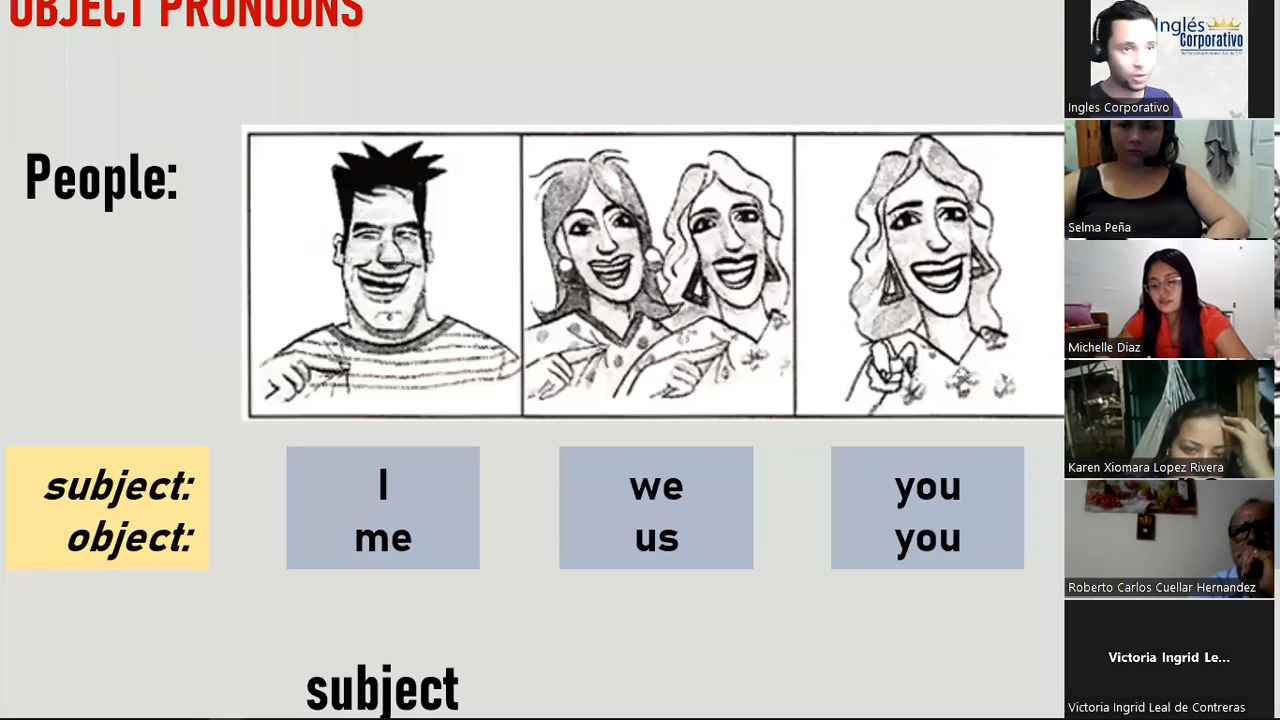 OBJECT PRONOUNS
People:
subject:
object:
I
me
we
us
you
you
subject
Inglés
Corporativo
Ingles Corporativo
Selma Peña
Michelle Diaz
Karen Xiomara Lopez Rivera
Roberto Carlos Cuellar Hernandez
Victoria Ingrid Le...
Victoria Ingrid Leal de Contreras